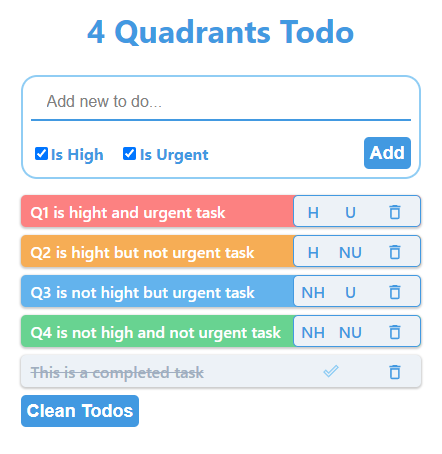 4 Quadrants Todo
Add new to do...
Is High Is Urgent Add
Q1 is hight and urgent task H U
Q2 is hight but not urgent task H NU
Q3 is not hight but urgent task NH U
Q4 is not high and not urgent task NH NU
This is a completed task
Clean Todos